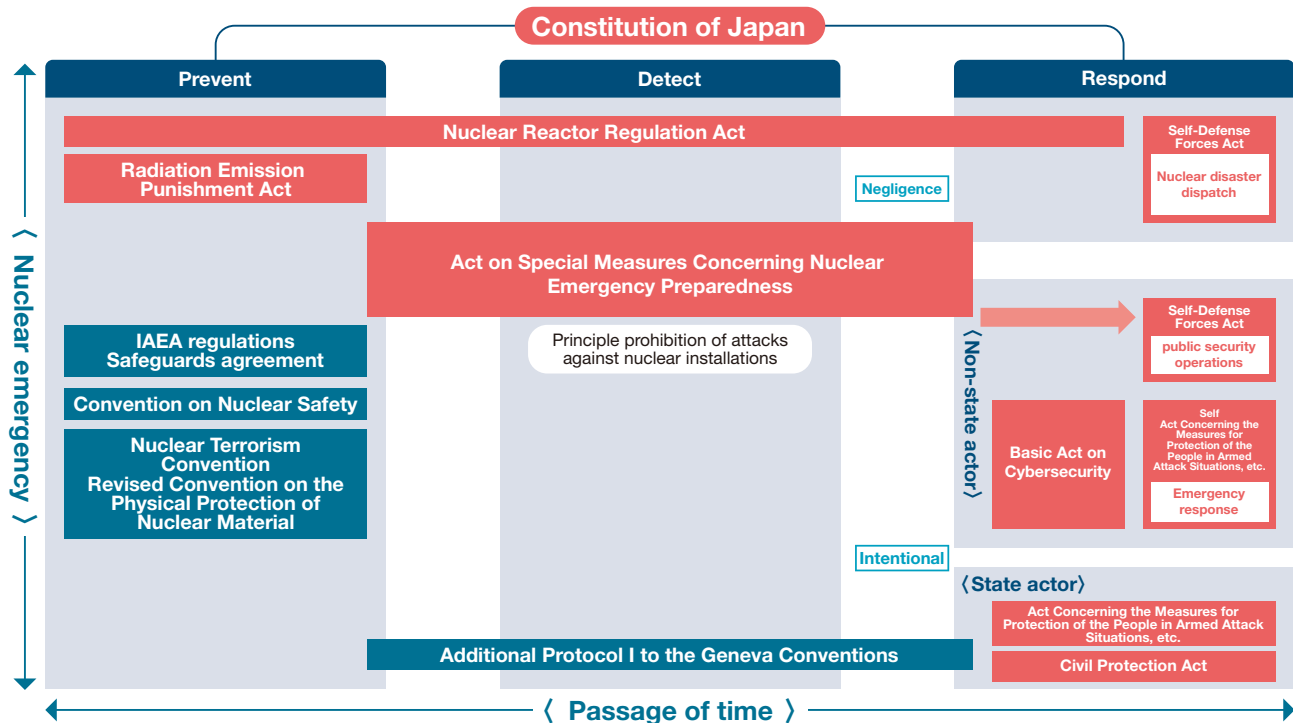 Constitution of Japan
Prevent
Detect
Respond
Nuclear Reactor Regulation Act
Self-Defense
Forces Act
Nuclear disaster
dispatch
Radiation Emission
Punishment Act
Negligence
Act on Special Measures Concerning Nuclear
Emergency Preparedness
〈 Nuclear emergency 〉
IAEA regulations
Safeguards agreement
Principle prohibition of attacks
against nuclear installations
〈Non-state actor〉
Self-Defense
Forces Act
public security
operations
Convention on Nuclear Safety
Nuclear Terrorism
Convention
Revised Convention on the
Physical Protection of
Nuclear Material
Basic Act on
Cybersecurity
Self
Act Concerning the
Measures for
Protection of the
People in Armed
Attack Situations, etc.
Emergency
response
Intentional
〈State actor〉
Act Concerning the Measures for
Protection of the People in Armed Attack
Situations, etc.
Additional Protocol I to the Geneva Conventions
Civil Protection Act
〈 Passage of time 〉